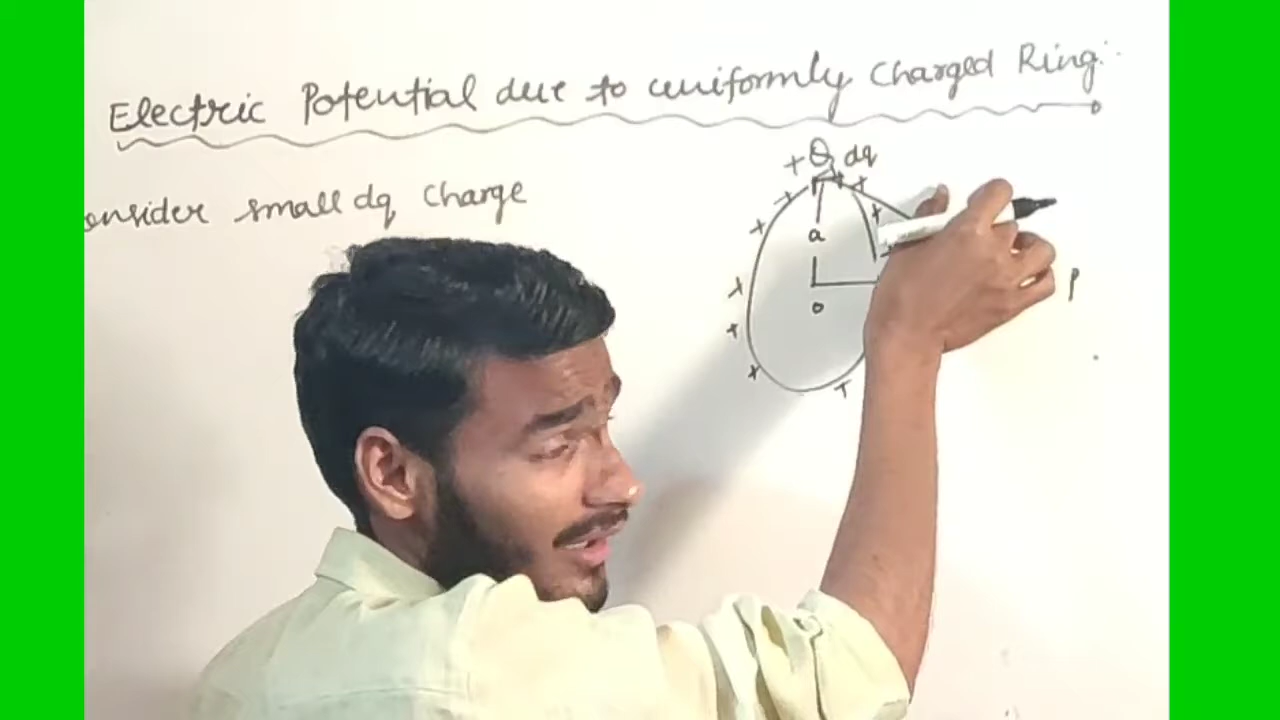 Electric Potential due to uniformly Charged Ring:
onsider small dq Charge
+Q dq
a
o
P